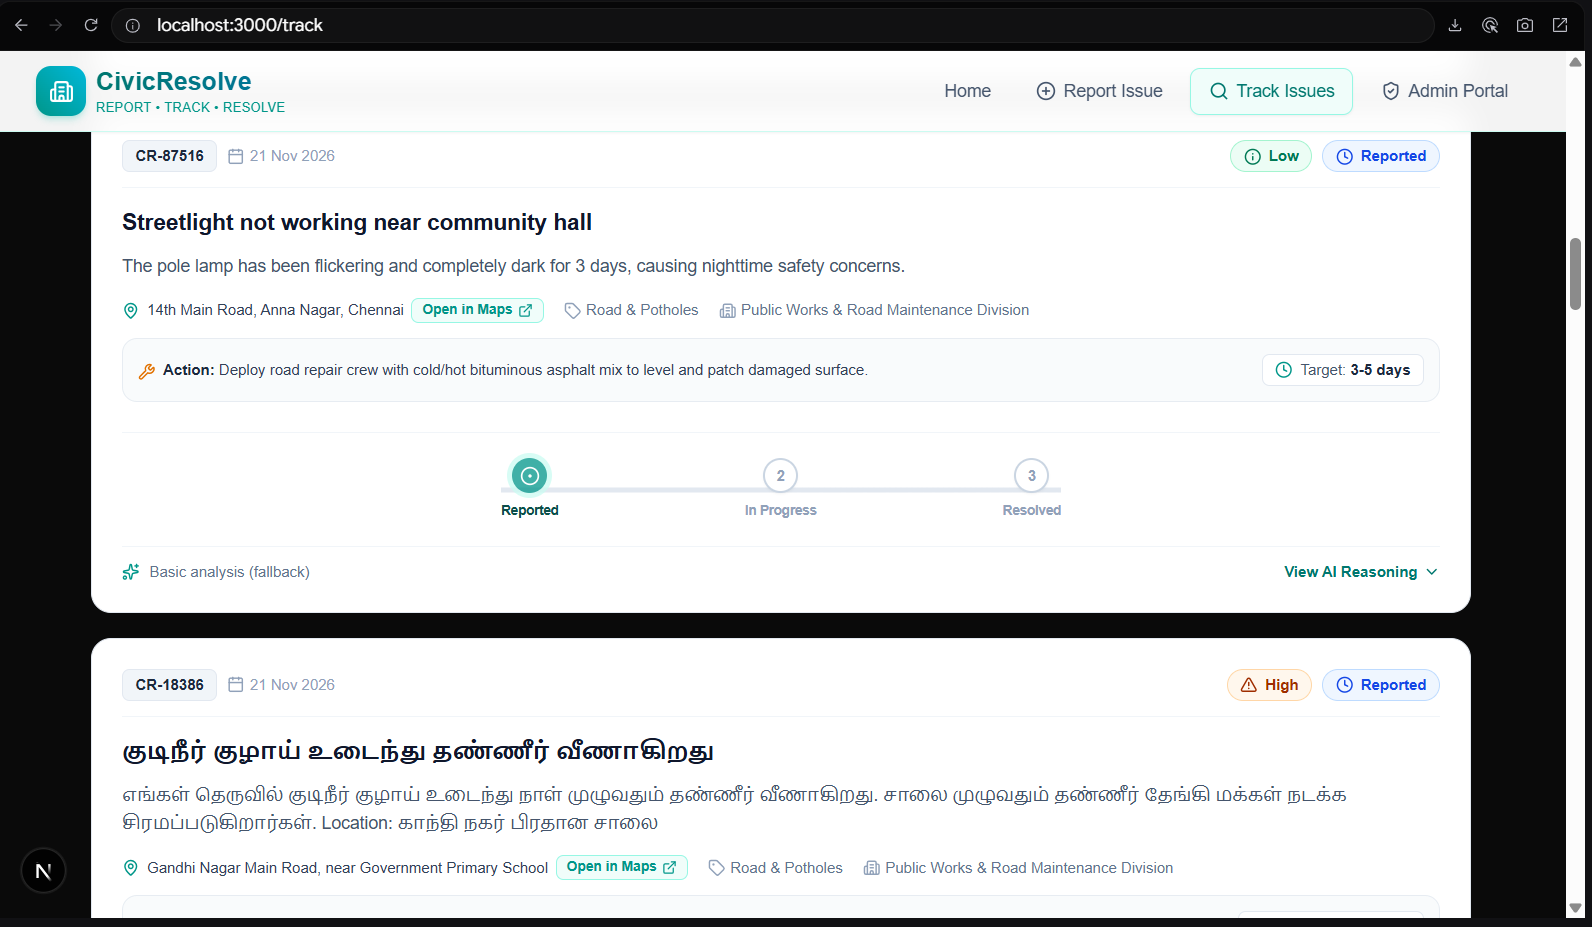 localhost:3000/track
CivicResolve
REPORT • TRACK • RESOLVE
Home
Report Issue
Track Issues
Admin Portal
CR-87516
21 Nov 2026
Low
Reported
Streetlight not working near community hall
The pole lamp has been flickering and completely dark for 3 days, causing nighttime safety concerns.
14th Main Road, Anna Nagar, Chennai
Open in Maps
Road & Potholes
Public Works & Road Maintenance Division
Action: Deploy road repair crew with cold/hot bituminous asphalt mix to level and patch damaged surface.
Target: 3-5 days
2
3
Reported
In Progress
Resolved
Basic analysis (fallback)
View AI Reasoning
CR-18386
21 Nov 2026
High
Reported
குடிநீர் குழாய் உடைந்து தண்ணீர் வீணாகிறது
எங்கள் தெருவில் குடிநீர் குழாய் உடைந்து நாள் முழுவதும் தண்ணீர் வீணாகிறது. சாலை முழுவதும் தண்ணீர் தேங்கி மக்கள் நடக்க
சிரமப்படுகிறார்கள். Location: காந்தி நகர் பிரதான சாலை
Gandhi Nagar Main Road, near Government Primary School
Open in Maps
Road & Potholes
Public Works & Road Maintenance Division
N